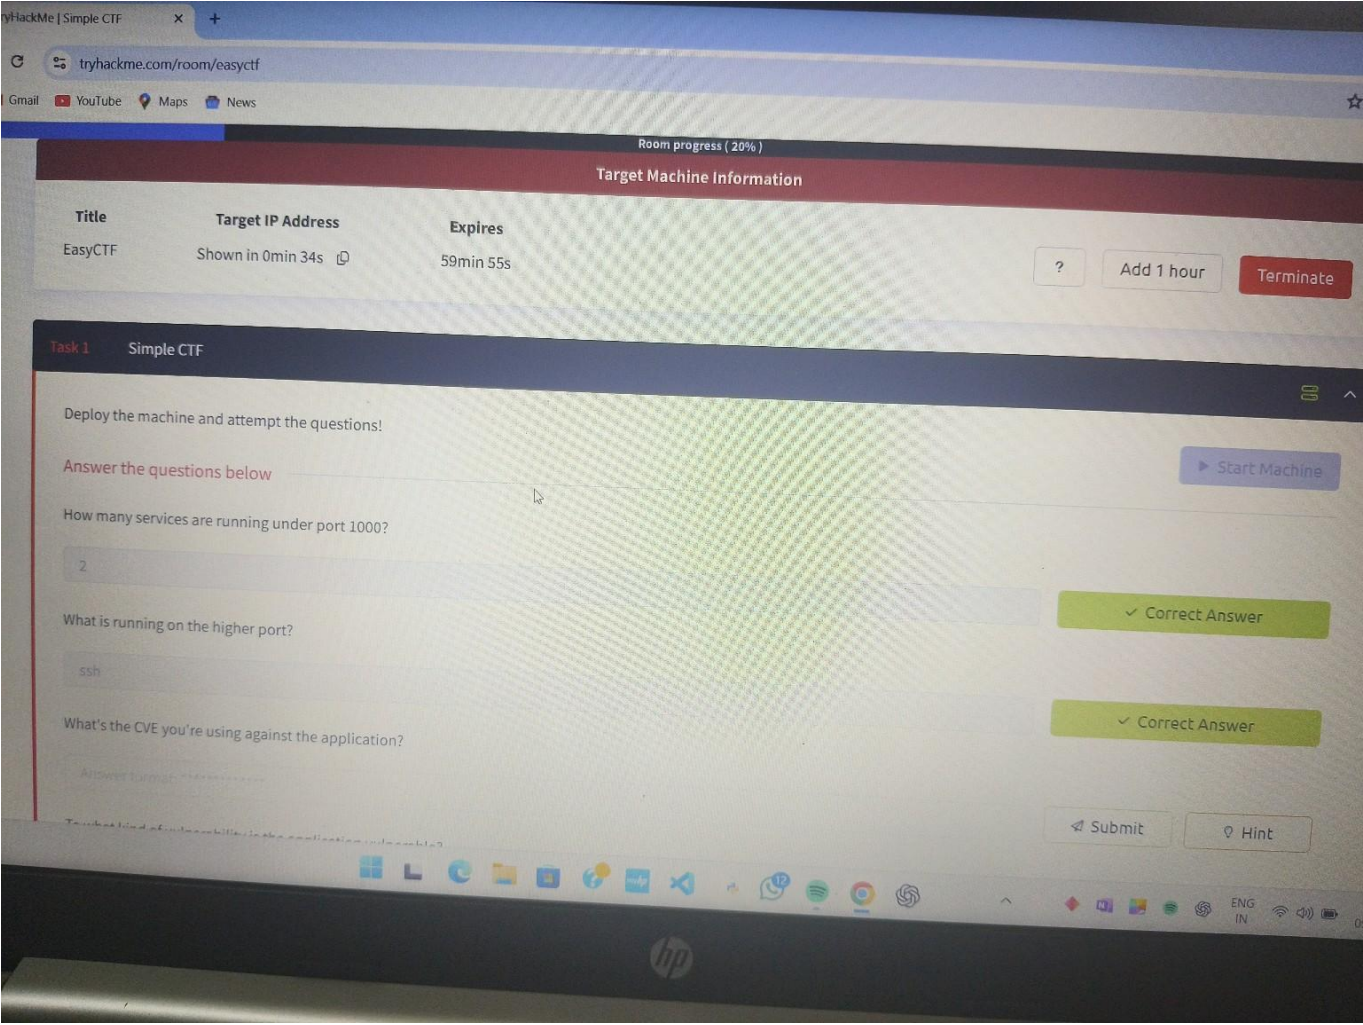 ryHackMe | Simple CTF
tryhackme.com/room/easyctf
Gmail YouTube Maps News
Room progress ( 20% )
Target Machine Information
Title Target IP Address Expires
EasyCTF Shown in 0min 34s 59min 55s ? Add 1 hour Terminate
Task 1 Simple CTF
Deploy the machine and attempt the questions!
Start Machine
Answer the questions below
How many services are running under port 1000?
2
Correct Answer
What is running on the higher port?
ssh
Correct Answer
What's the CVE you're using against the application?
Answer format: *************
Submit Hint
12
ENG
IN
hp